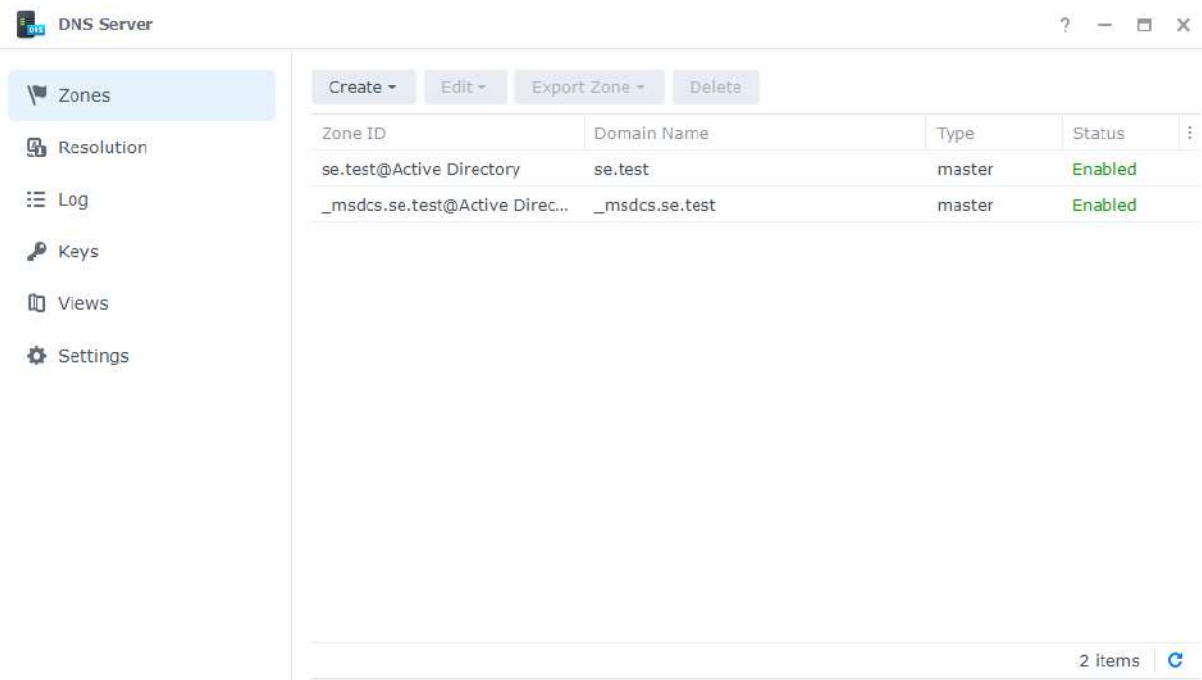 DNS Server
?
Zones
Resolution
Log
Keys
Views
Settings
Create Edit Export Zone Delete
Zone ID Domain Name Type Status
se.test@Active Directory se.test master Enabled
_msdcs.se.test@Active Direc... _msdcs.se.test master Enabled
2 items